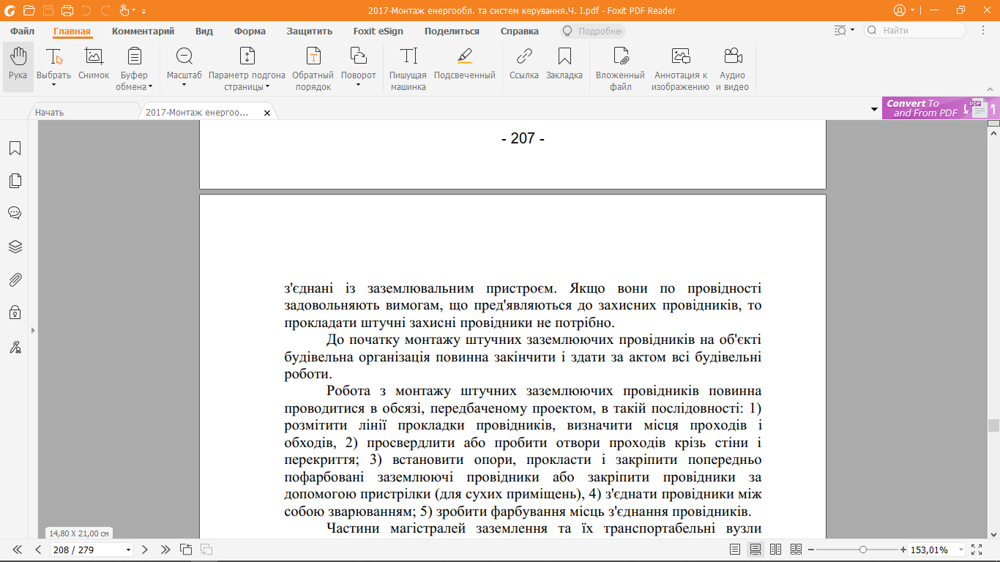 2017-Монтаж енергообл. та систем керування.Ч. І.pdf - Foxit PDF Reader
Файл Главная Комментарий Вид Форма Защитить Foxit eSign Поделиться Справка Подробнее Найти
Рука Выбрать Снимок Буфер обмена Масштаб Параметр подгона страницы Обратный порядок Поворот Пишущая машинка Подсвеченный Ссылка Закладка Вложенный файл Аннотация к изображению Аудио и видео
Начать 2017-Монтаж енергоо... Convert To and From PDF PDF
- 207 -
з'єднані із заземлювальним пристроєм. Якщо вони по провідності
задовольняють вимогам, що пред'являються до захисних провідників, то
прокладати штучні захисні провідники не потрібно.
До початку монтажу штучних заземлюючих провідників на об'єкті
будівельна організація повинна закінчити і здати за актом всі будівельні
роботи.
Робота з монтажу штучних заземлюючих провідників повинна
проводитися в обсязі, передбаченому проектом, в такій послідовності: 1)
розмітити лінії прокладки провідників, визначити місця проходів і
обходів, 2) просвердлити або пробити отвори проходів крізь стіни і
перекриття; 3) встановити опори, прокласти і закріпити попередньо
пофарбовані заземлюючі провідники або закріпити провідники за
допомогою пристрілки (для сухих приміщень), 4) з'єднати провідники між
собою зварюванням; 5) зробити фарбування місць з'єднання провідників.
Частини магістралей заземлення та їх транспортабельні вузли
14,80 X 21,00 см
208 / 279 153,01%